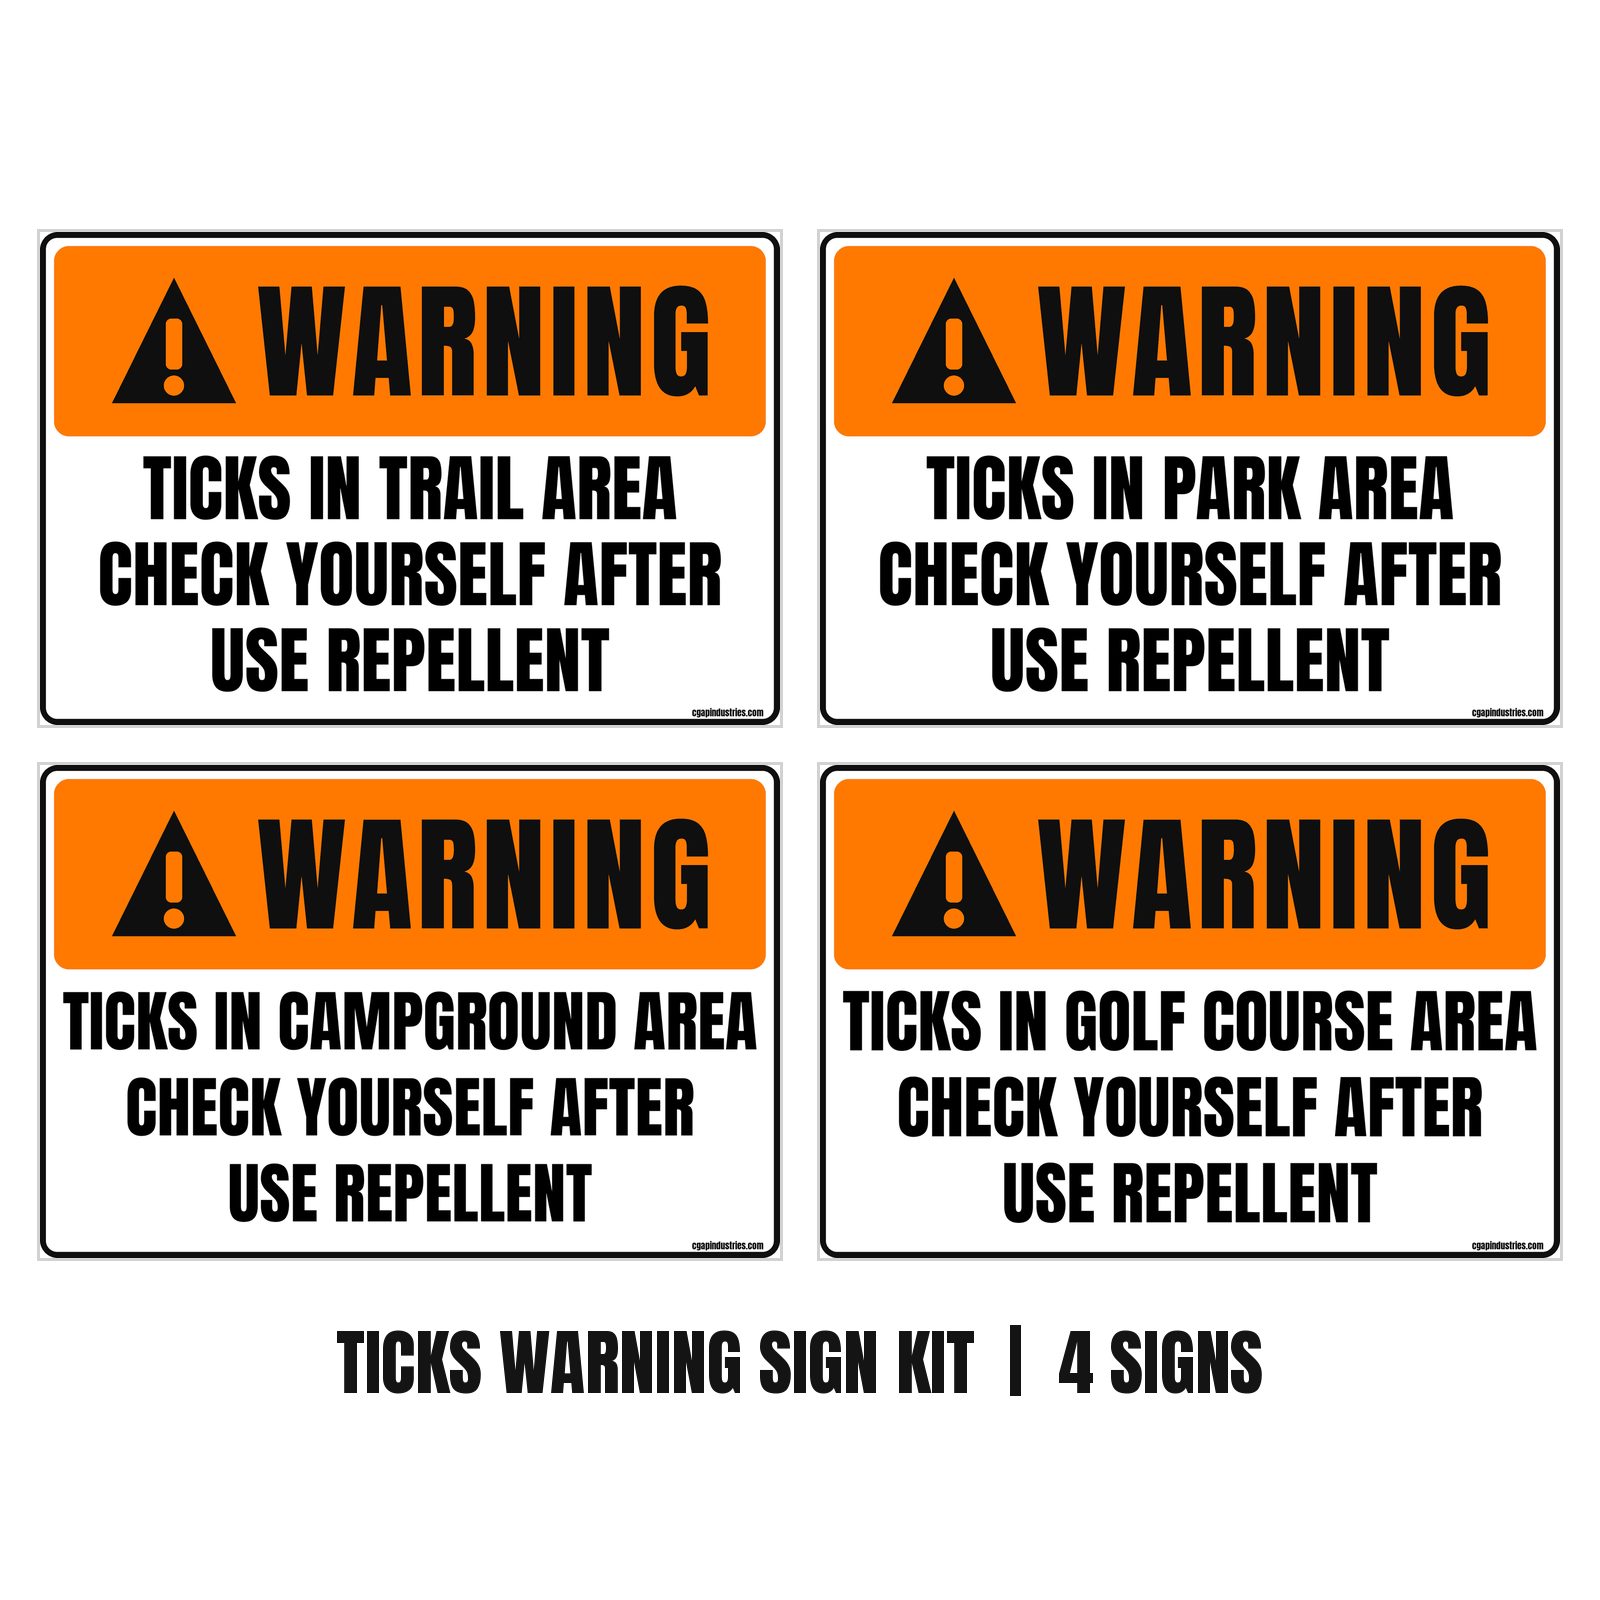 WARNING
TICKS IN TRAIL AREA
CHECK YOURSELF AFTER
USE REPELLENT
cgapindustries.com
WARNING
TICKS IN PARK AREA
CHECK YOURSELF AFTER
USE REPELLENT
cgapindustries.com
WARNING
TICKS IN CAMPGROUND AREA
CHECK YOURSELF AFTER
USE REPELLENT
cgapindustries.com
WARNING
TICKS IN GOLF COURSE AREA
CHECK YOURSELF AFTER
USE REPELLENT
cgapindustries.com
TICKS WARNING SIGN KIT | 4 SIGNS